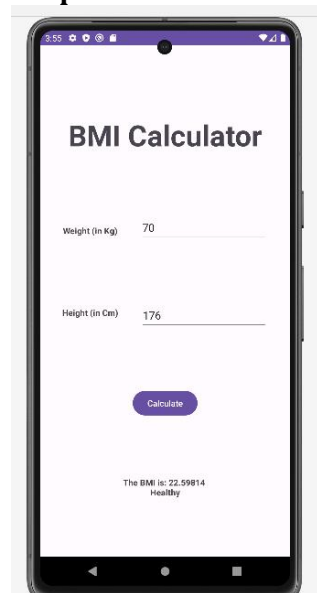 3:55
BMI Calculator
Weight (in Kg) 70
Height (in Cm) 176
Calculate
The BMI is: 22.59814
Healthy